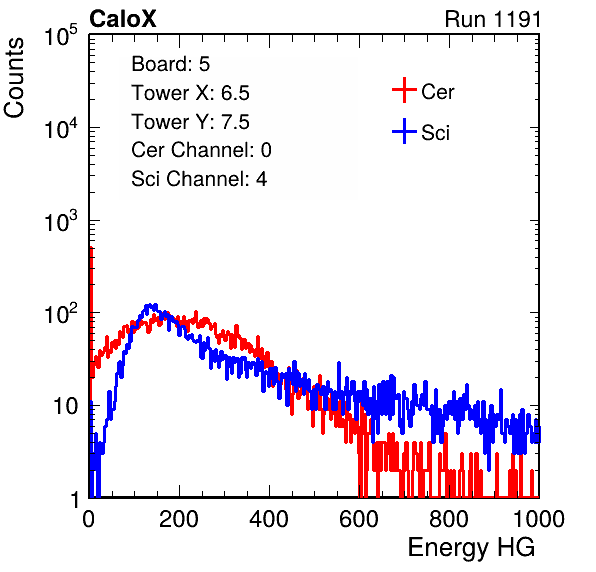 CaloX Run 1191
Counts
10^5
10^4
10^3
10^2
10
1
Board: 5
Tower X: 6.5
Tower Y: 7.5
Cer Channel: 0
Sci Channel: 4
Cer
Sci
0 200 400 600 800 1000
Energy HG